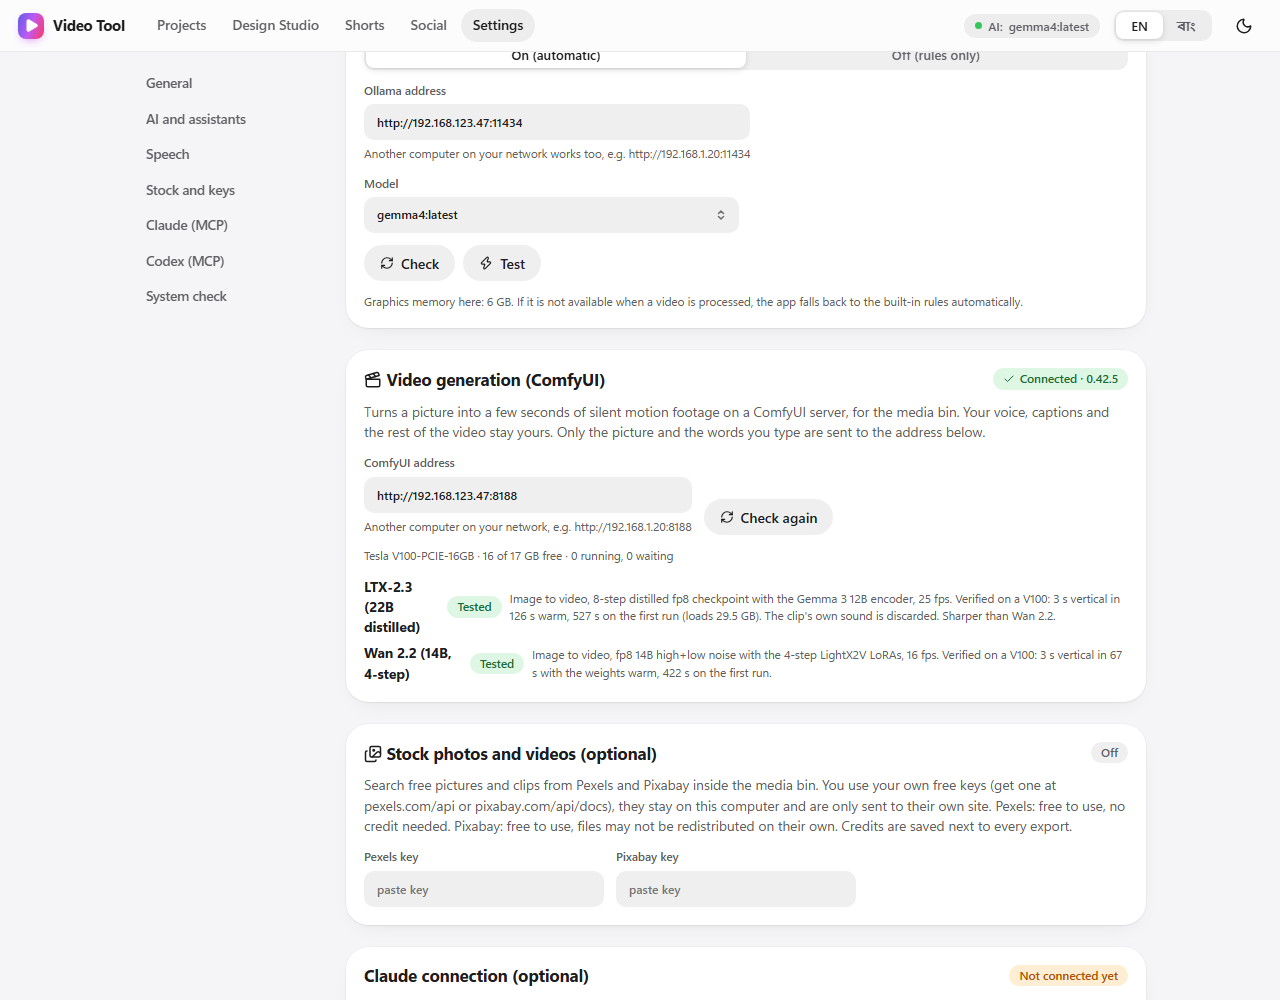 Video Tool
Projects
Design Studio
Shorts
Social
Settings
AI: gemma4:latest
EN
বাং
General
AI and assistants
Speech
Stock and keys
Claude (MCP)
Codex (MCP)
System check
On (automatic)
Off (rules only)
Ollama address
http://192.168.123.47:11434
Another computer on your network works too, e.g. http://192.168.1.20:11434
Model
gemma4:latest
Check
Test
Graphics memory here: 6 GB. If it is not available when a video is processed, the app falls back to the built-in rules automatically.
Video generation (ComfyUI)
Connected · 0.42.5
Turns a picture into a few seconds of silent motion footage on a ComfyUI server, for the media bin. Your voice, captions and
the rest of the video stay yours. Only the picture and the words you type are sent to the address below.
ComfyUI address
http://192.168.123.47:8188
Another computer on your network, e.g. http://192.168.1.20:8188
Check again
Tesla V100-PCIE-16GB · 16 of 17 GB free · 0 running, 0 waiting
LTX-2.3
(22B
distilled)
Tested
Image to video, 8-step distilled fp8 checkpoint with the Gemma 3 12B encoder, 25 fps. Verified on a V100: 3 s vertical in
126 s warm, 527 s on the first run (loads 29.5 GB). The clip's own sound is discarded. Sharper than Wan 2.2.
Wan 2.2 (14B,
4-step)
Tested
Image to video, fp8 14B high+low noise with the 4-step LightX2V LoRAs, 16 fps. Verified on a V100: 3 s vertical in 67
s with the weights warm, 422 s on the first run.
Stock photos and videos (optional)
Off
Search free pictures and clips from Pexels and Pixabay inside the media bin. You use your own free keys (get one at
pexels.com/api or pixabay.com/api/docs), they stay on this computer and are only sent to their own site. Pexels: free to use, no
credit needed. Pixabay: free to use, files may not be redistributed on their own. Credits are saved next to every export.
Pexels key
Pixabay key
paste key
paste key
Claude connection (optional)
Not connected yet